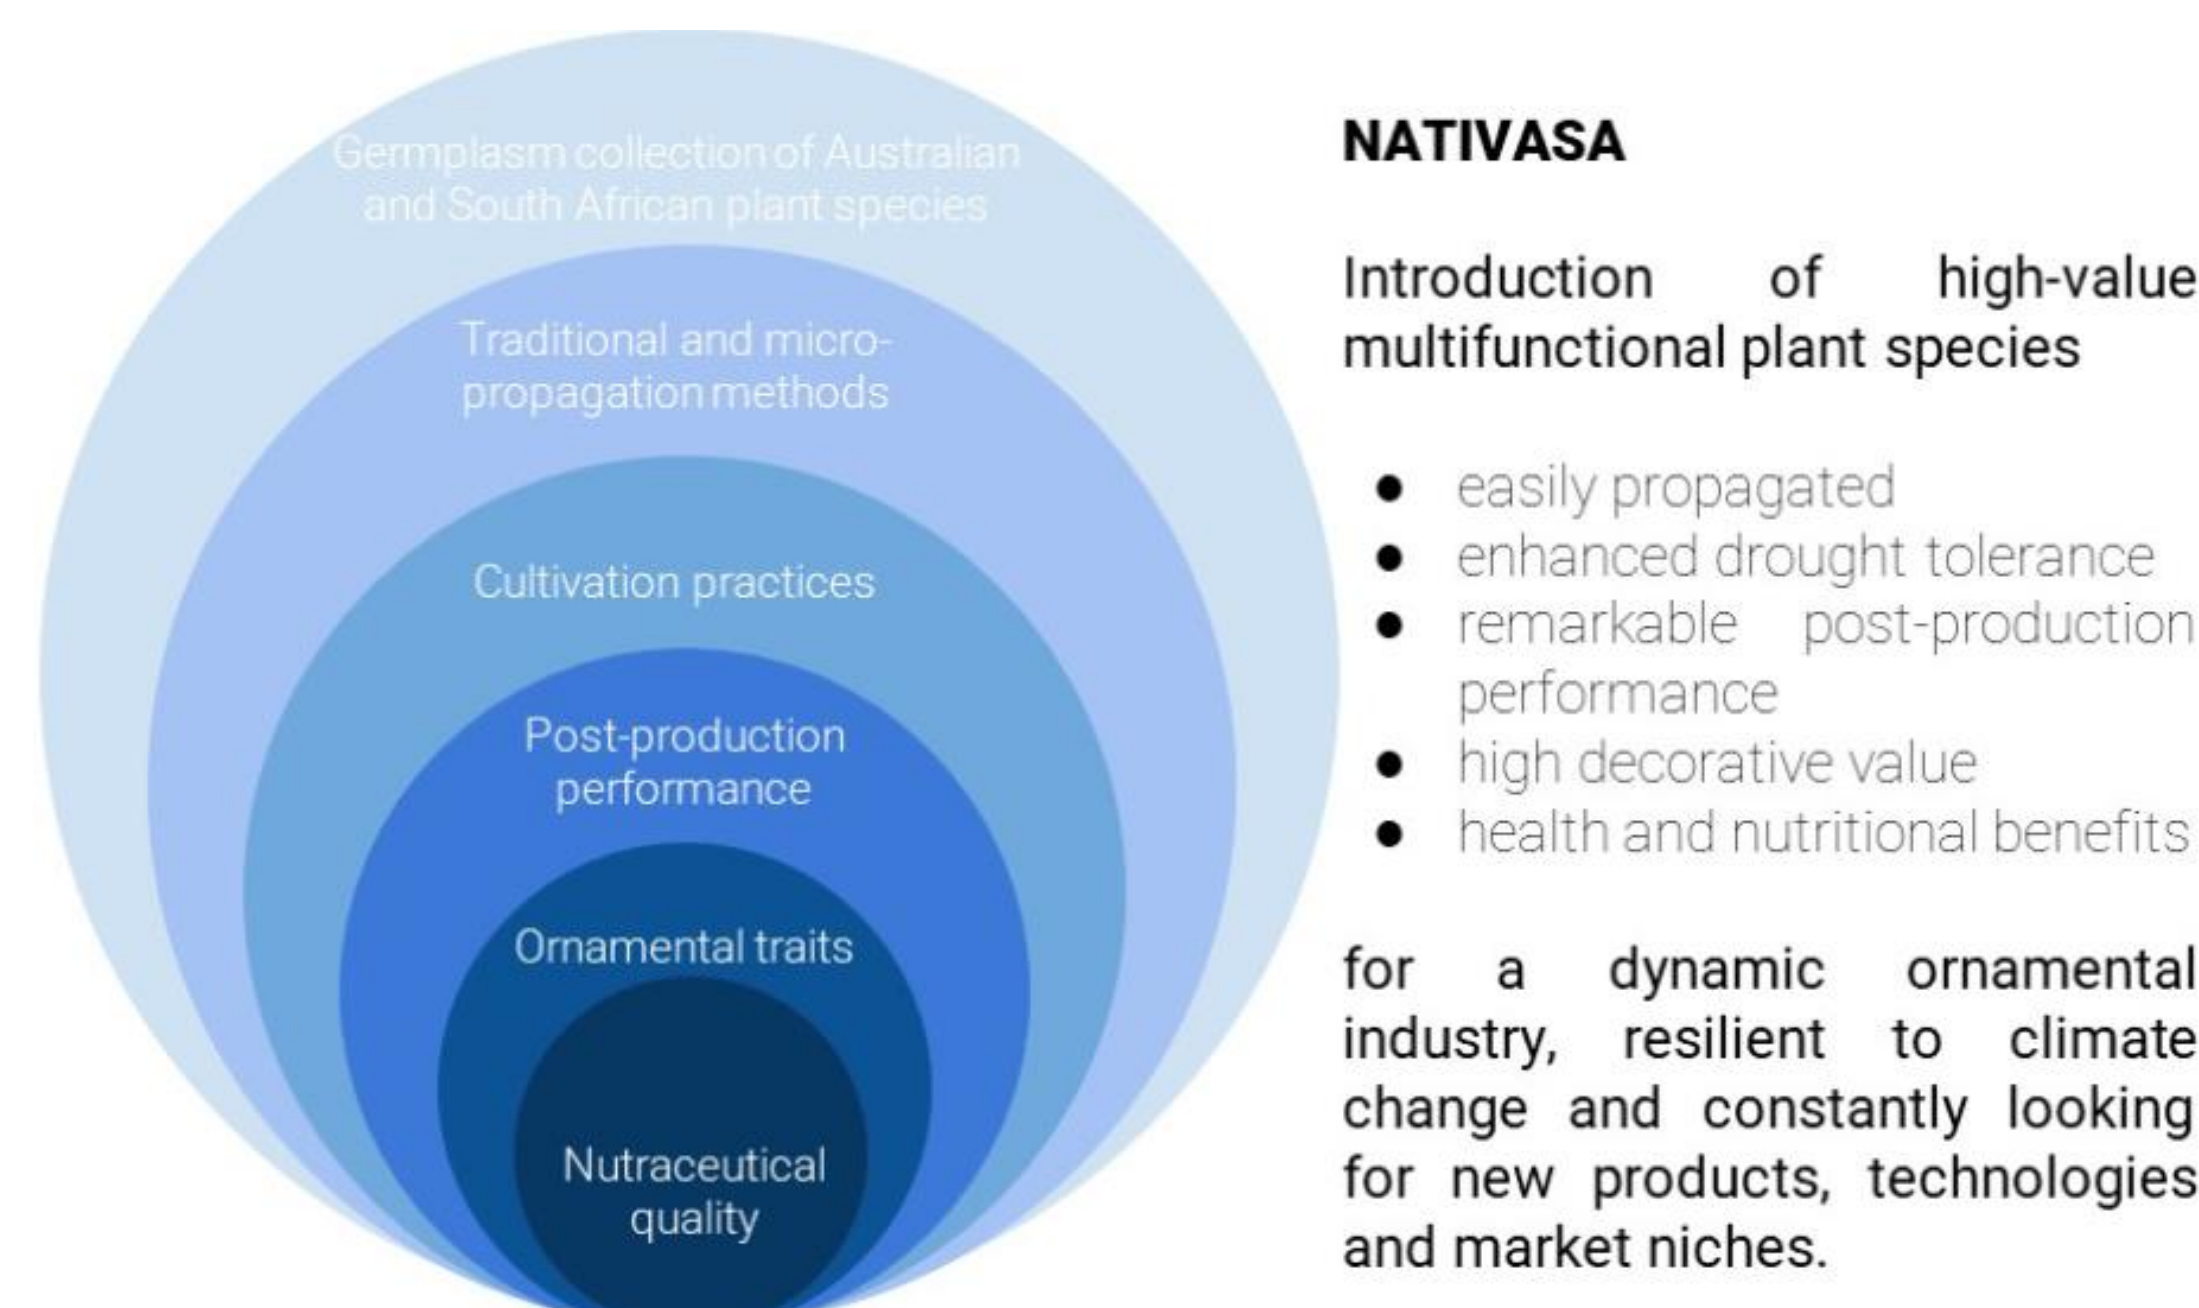 Germplasm collection of Australian
and South African plant species
Traditional and micro-
propagation methods
Cultivation practices
Post-production
performance
Ornamental traits
Nutraceutical
quality
NATIVASA
Introduction of high-value
multifunctional plant species
● easily propagated
● enhanced drought tolerance
● remarkable post-production
performance
● high decorative value
● health and nutritional benefits
for a dynamic ornamental
industry, resilient to climate
change and constantly looking
for new products, technologies
and market niches.